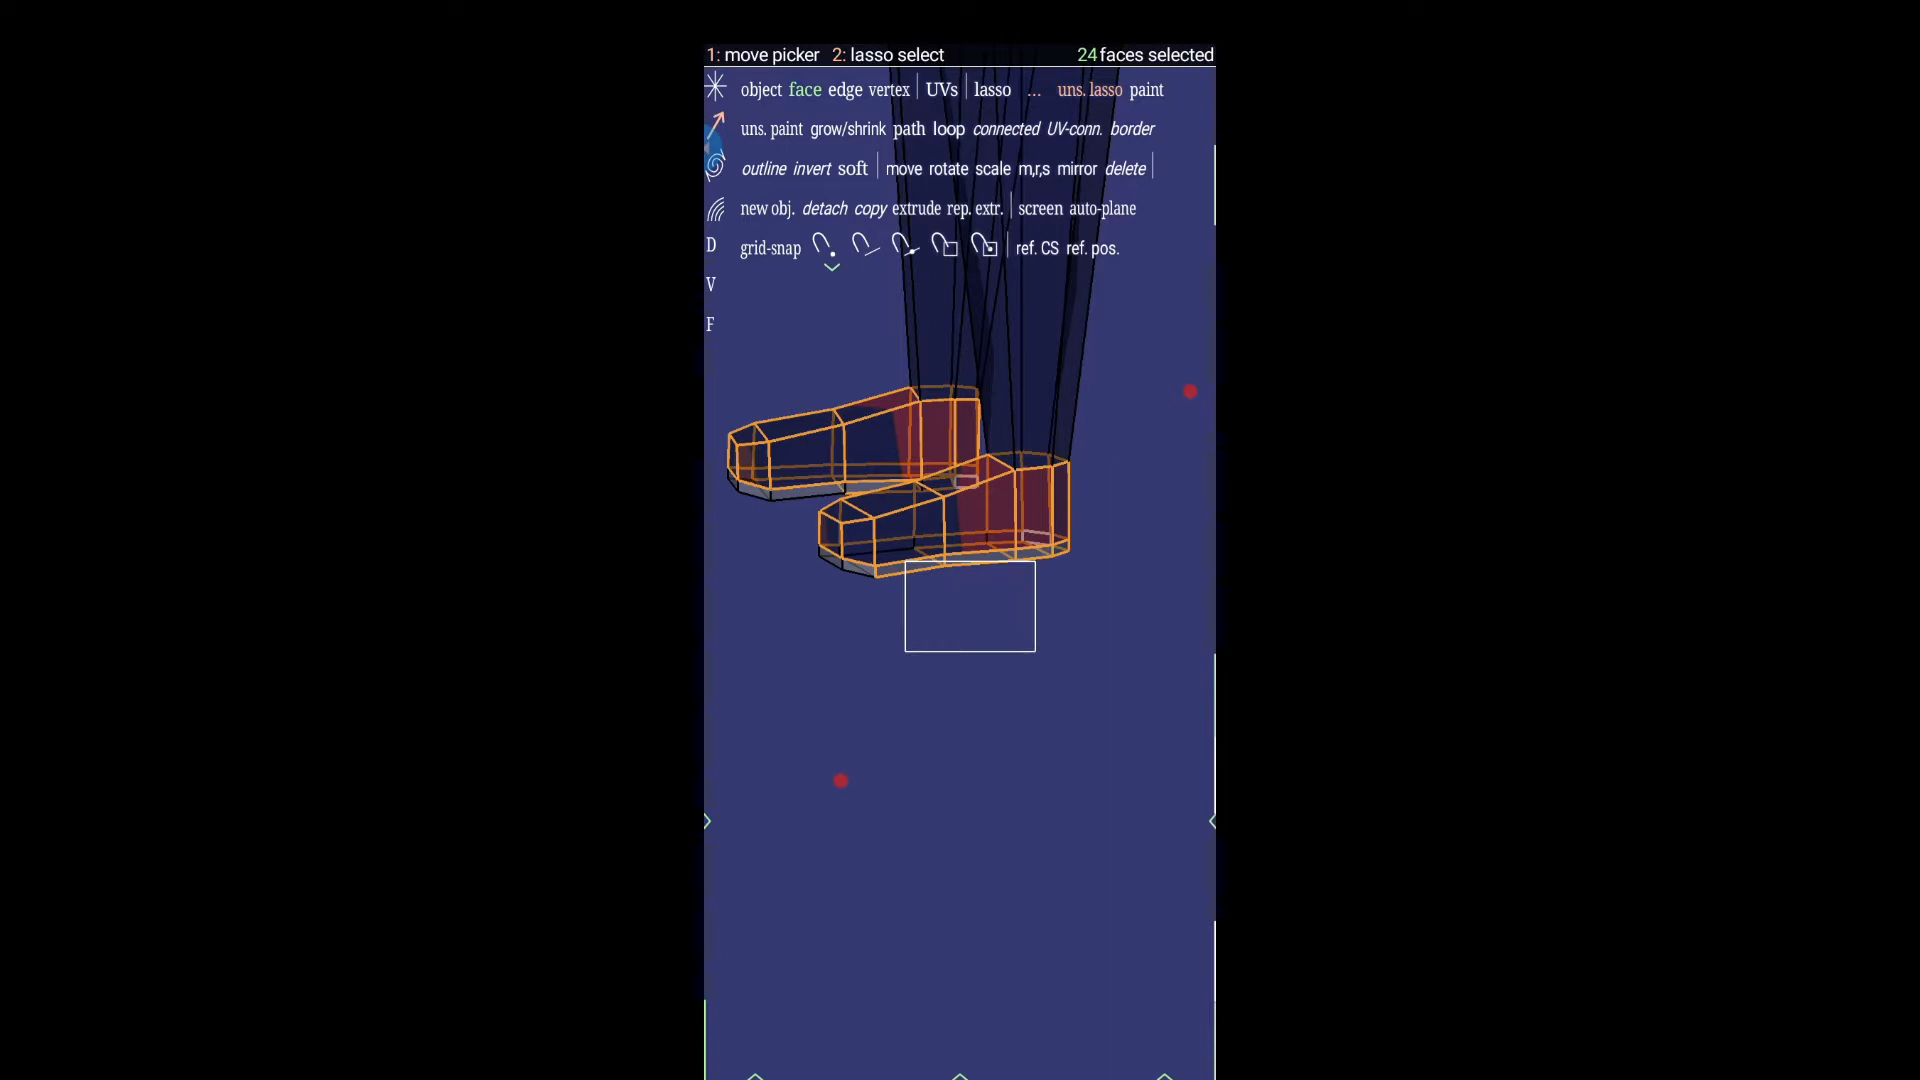 1: move picker 2: lasso select 24 faces selected
object face edge vertex | UVs | lasso ... uns. lasso paint
uns. paint grow/shrink path loop connected UV-conn. border
outline invert soft | move rotate scale m,r,s mirror delete |
new obj. detach copy extrude rep. extr. | screen auto-plane
D
grid-snap | ref. CS ref. pos.
V
F